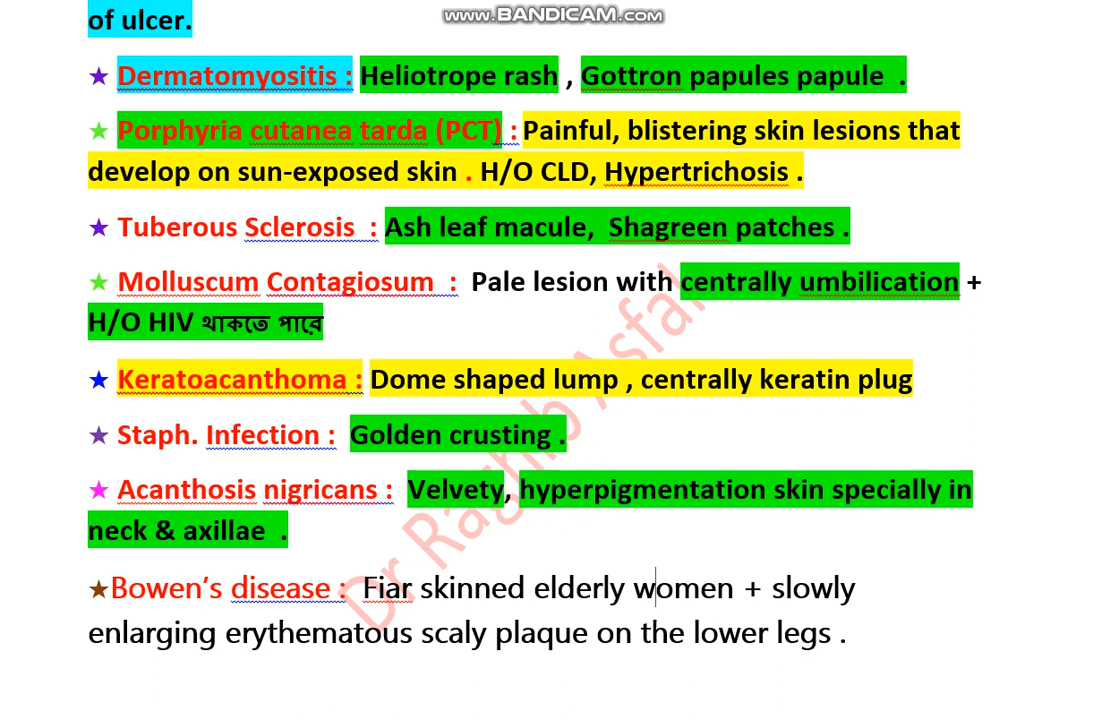 www.BANDICAM.com
of ulcer.
★ Dermatomyositis : Heliotrope rash , Gottron papules papule .
★ Porphyria cutanea tarda (PCT) : Painful, blistering skin lesions that
develop on sun-exposed skin . H/O CLD, Hypertrichosis .
★ Tuberous Sclerosis : Ash leaf macule, Shagreen patches .
★ Molluscum Contagiosum : Pale lesion with centrally umbilication +
H/O HIV থাকতে পারে
★ Keratoacanthoma : Dome shaped lump , centrally keratin plug
★ Staph. Infection : Golden crusting .
★ Acanthosis nigricans : Velvety, hyperpigmentation skin specially in
neck & axillae .
★Bowen's disease : Fiar skinned elderly women + slowly
enlarging erythematous scaly plaque on the lower legs .
Dr Raghib Asfal